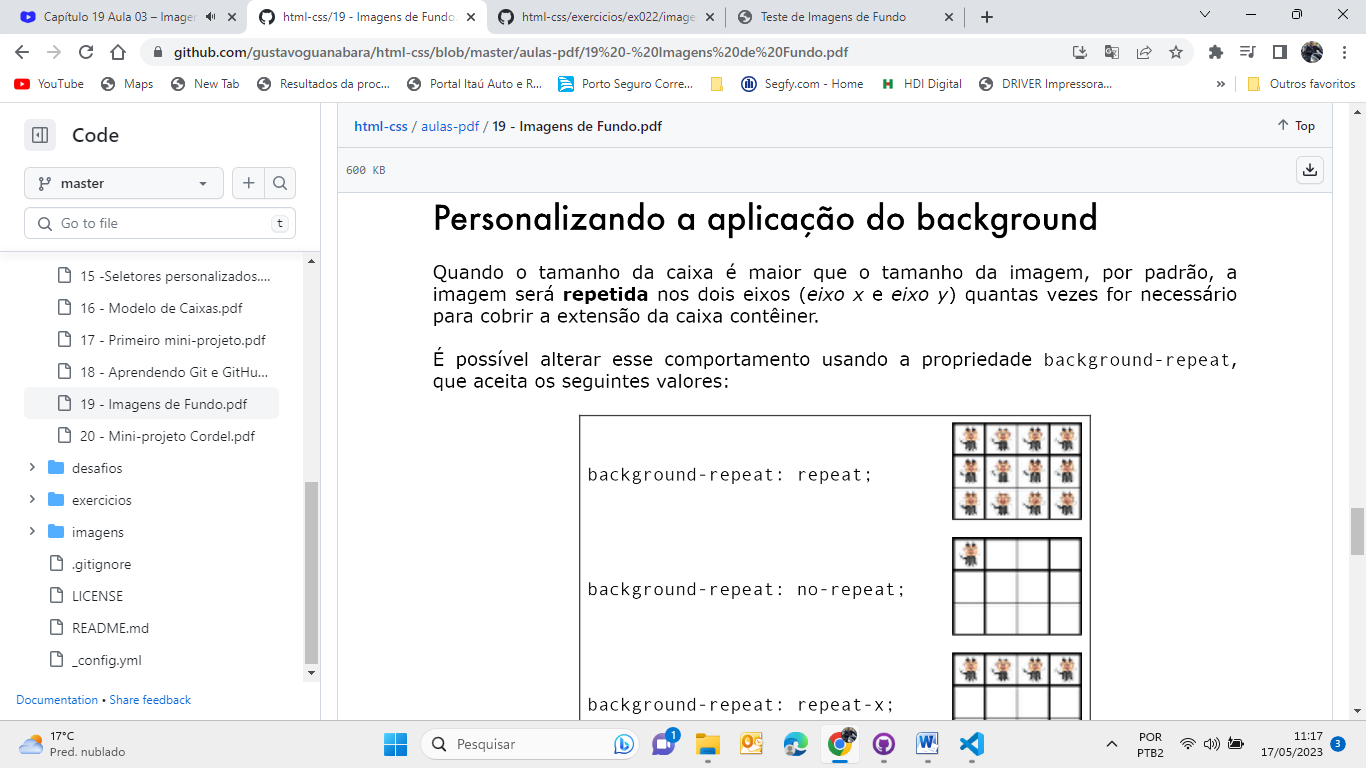 Capítulo 19 Aula 03 – Imagen
html-css/19 - Imagens de Fundo.
html-css/exercicios/ex022/image
Teste de Imagens de Fundo
github.com/gustavoguanabara/html-css/blob/master/aulas-pdf/19%20-%20Imagens%20de%20Fundo.pdf
YouTube
Maps
New Tab
Resultados da proc...
Portal Itaú Auto e R...
Porto Seguro Corre...
Segfy.com - Home
HDI Digital
DRIVER Impressora...
»
Outros favoritos
Code
master
Go to file
t
15 -Seletores personalizados....
16 - Modelo de Caixas.pdf
17 - Primeiro mini-projeto.pdf
18 - Aprendendo Git e GitHu...
19 - Imagens de Fundo.pdf
20 - Mini-projeto Cordel.pdf
desafios
exercicios
imagens
.gitignore
LICENSE
README.md
_config.yml
Documentation • Share feedback
html-css / aulas-pdf / 19 - Imagens de Fundo.pdf
Top
600 KB
Personalizando a aplicação do background
Quando o tamanho da caixa é maior que o tamanho da imagem, por padrão, a
imagem será repetida nos dois eixos (eixo x e eixo y) quantas vezes for necessário
para cobrir a extensão da caixa contêiner.
É possível alterar esse comportamento usando a propriedade background-repeat,
que aceita os seguintes valores:
background-repeat: repeat;
background-repeat: no-repeat;
background-repeat: repeat-x;
17°C
Pred. nublado
Pesquisar
1
POR
PTB2
11:17
17/05/2023
3